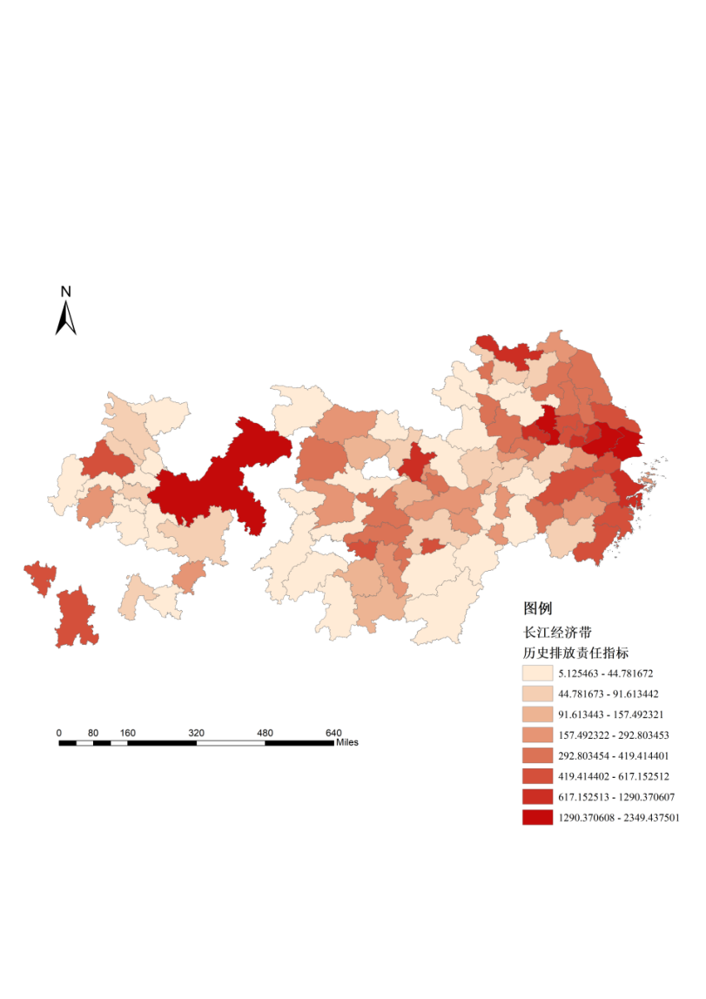 N
图例
长江经济带
历史排放责任指标
5.125463 - 44.781672
44.781673 - 91.613442
91.613443 - 157.492321
157.492322 - 292.803453
292.803454 - 419.414401
419.414402 - 617.152512
617.152513 - 1290.370607
1290.370608 - 2349.437501
0 80 160 320 480 640
Miles